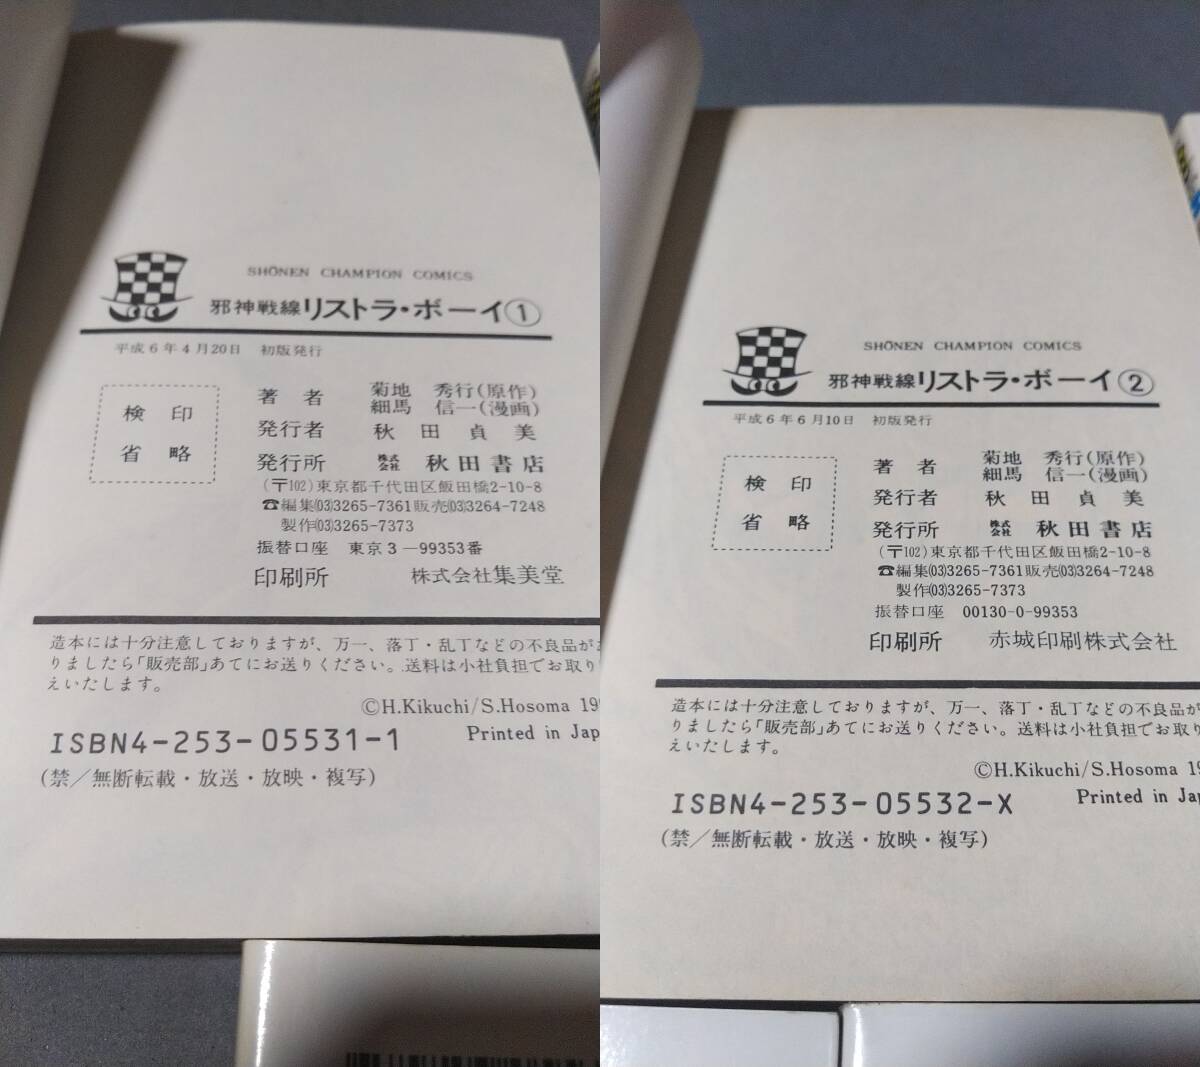 SHŌNEN CHAMPION COMICS
邪神戦線リストラ・ボーイ①
平成6年4月20日 初版発行
検印
省略
著者 菊地 秀行(原作)
細馬 信一(漫画)
発行者 秋田貞美
発行所 株式会社 秋田書店
(〒102)東京都千代田区飯田橋2-10-8
☎編集(03)3265-7361販売(03)3264-7248
製作(03)3265-7373
振替口座 東京3—99353番
印刷所 株式会社集美堂
造本には十分注意しておりますが、万一、落丁・乱丁などの不良品があ
りましたら「販売部」あてにお送りください。送料は小社負担でお取り
えいたします。
©H.Kikuchi/S.Hosoma 19
Printed in Jap
ISBN4-253-05531-1
(禁/無断転載・放送・放映・複写)
SHŌNEN CHAMPION COMICS
邪神戦線リストラ・ボーイ②
平成6年6月10日 初版発行
検印
省略
著者 菊地 秀行(原作)
細馬 信一(漫画)
発行者 秋田貞美
発行所 株式会社 秋田書店
(〒102)東京都千代田区飯田橋2-10-8
☎編集(03)3265-7361販売(03)3264-7248
製作(03)3265-7373
振替口座 00130-0-99353
印刷所 赤城印刷株式会社
造本には十分注意しておりますが、万一、落丁・乱丁などの不良品が
りましたら「販売部」あてにお送りください。送料は小社負担でお取り
えいたします。
©H.Kikuchi/S.Hosoma 19
Printed in Jap
ISBN4-253-05532-X
(禁/無断転載・放送・放映・複写)